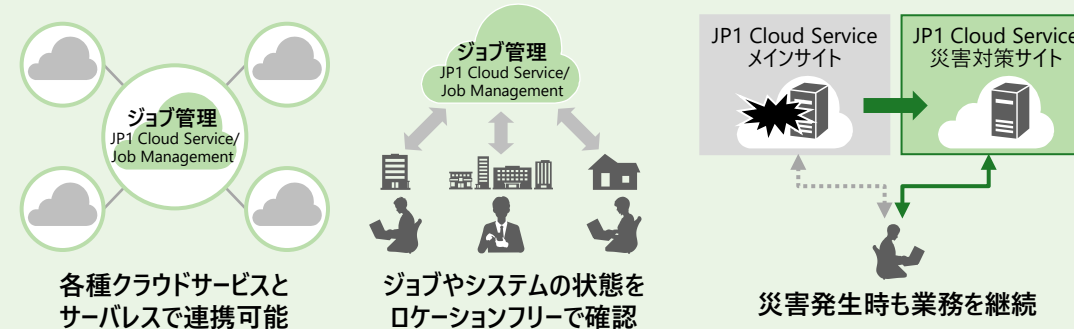 ジョブ管理
JP1 Cloud Service/
Job Management
各種クラウドサービスと
サーバレスで連携可能
ジョブ管理
JP1 Cloud Service/
Job Management
ジョブやシステムの状態を
ロケーションフリーで確認
JP1 Cloud Service
メインサイト
JP1 Cloud Service
災害対策サイト
災害発生時も業務を継続